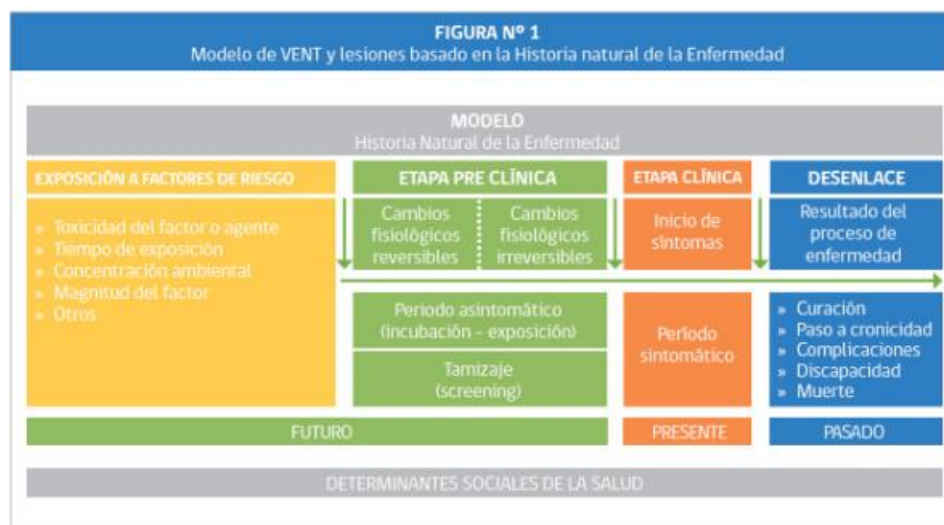 FIGURA Nº 1
Modelo de VENT y lesiones basado en la Historia natural de la Enfermedad
MODELO
Historia Natural de la Enfermedad
EXPOSICIÓN A FACTORES DE RIESGO
» Toxicidad del factor o agente
» Tiempo de exposición
» Concentración ambiental
» Magnitud del factor
» Otros
ETAPA PRE CLÍNICA
Cambios
fisiológicos
reversibles
Cambios
fisiológicos
irreversibles
Periodo asintomático
(incubación – exposición)
Tamizaje
(screening)
ETAPA CLÍNICA
Inicio de
síntomas
Período
sintomático
DESENLACE
Resultado del
proceso de
enfermedad
» Curación
» Paso a cronicidad
» Complicaciones
» Discapacidad
» Muerte
FUTURO
PRESENTE
PASADO
DETERMINANTES SOCIALES DE LA SALUD